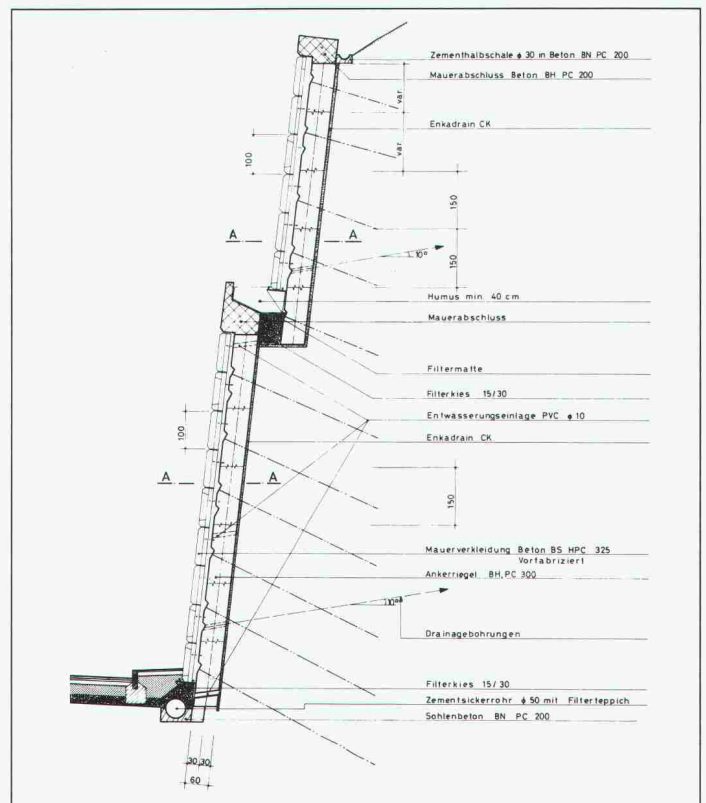 Zementhalbschale ɸ 30 in Beton BN PC 200
Mauerabschluss Beton BH PC 200
var
Enkadrain CK
var
100
150
A A
10°
150
Humus min. 40 cm
Mauerabschluss
Filtermatte
Filterkies 15/30
Entwässerungseinlage PVC ɸ 10
100
Enkadrain CK
A A
150
Mauerverkleidung Beton BS HPC 325
Vorfabriziert
Ankerriegel BH, PC 300
10°
Drainagebohrungen
Filterkies 15/30
Zementsickerrohr ɸ 50 mit Filterteppich
Sohlenbeton BN PC 200
30 30
60